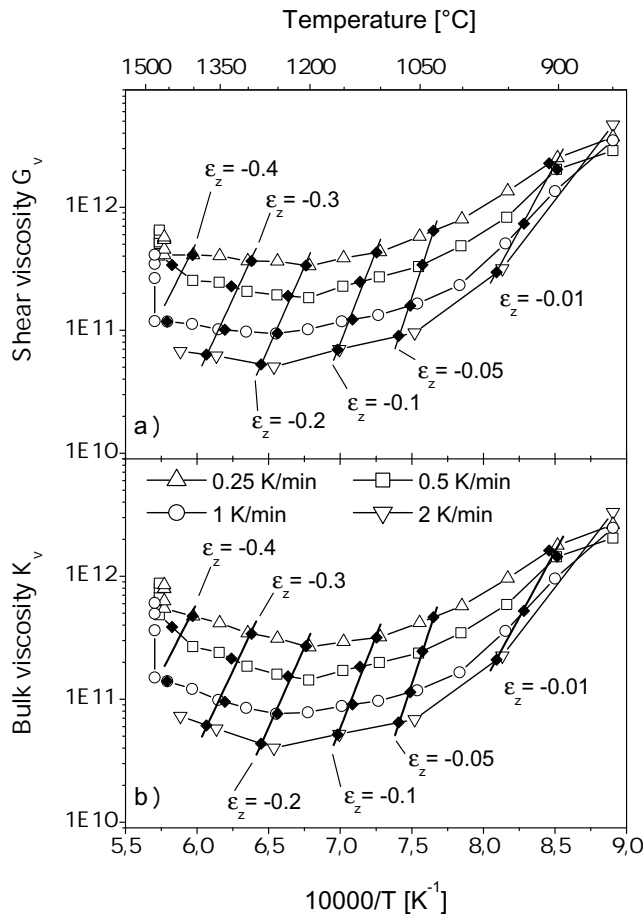 Temperature [°C]
1500 1350 1200 1050 900
Shear viscosity G_v
1E12
1E11
1E10
ε_z = -0.4
ε_z = -0.3
ε_z = -0.01
ε_z = -0.05
ε_z = -0.1
ε_z = -0.2
a)
0.25 K/min 0.5 K/min
1 K/min 2 K/min
Bulk viscosity K_v
1E12
1E11
1E10
ε_z = -0.4
ε_z = -0.3
ε_z = -0.01
ε_z = -0.05
ε_z = -0.1
ε_z = -0.2
b)
5,5 6,0 6,5 7,0 7,5 8,0 8,5 9,0
10000/T [K⁻¹]